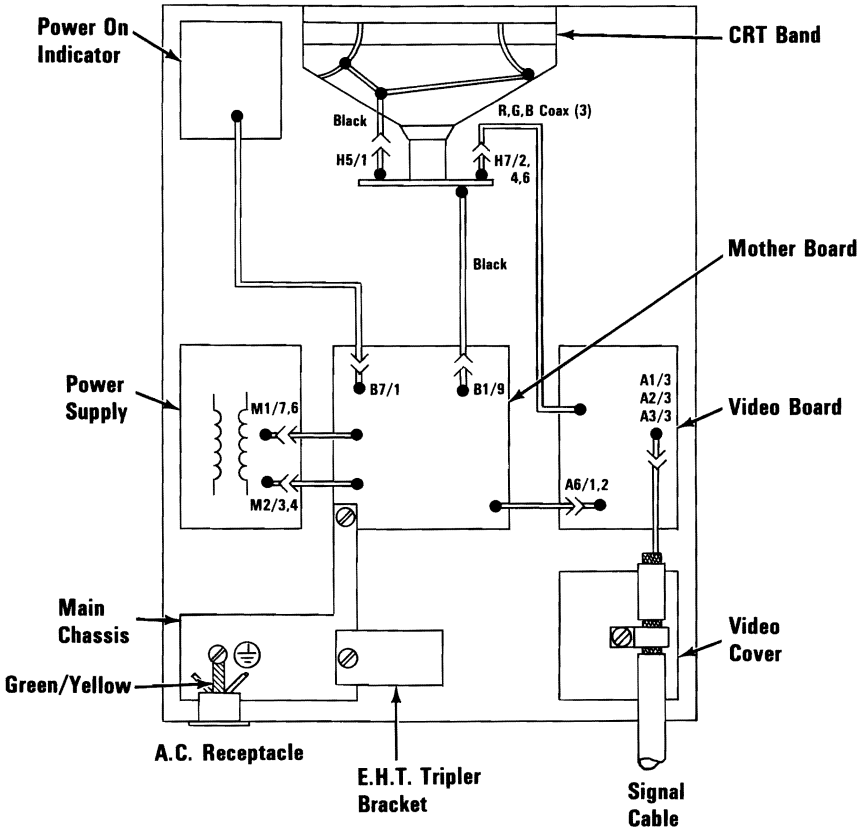 Power On
Indicator
CRT Band
R,G,B Coax (3)
Black
H5/1
H7/2,
4,6
Mother Board
Black
Power
Supply
B7/1
B1/9
A1/3
A2/3
A3/3
Video Board
M1/7,6
M2/3,4
A6/1,2
Main
Chassis
Video
Cover
Green/Yellow
A.C. Receptacle
E.H.T. Tripler
Bracket
Signal
Cable